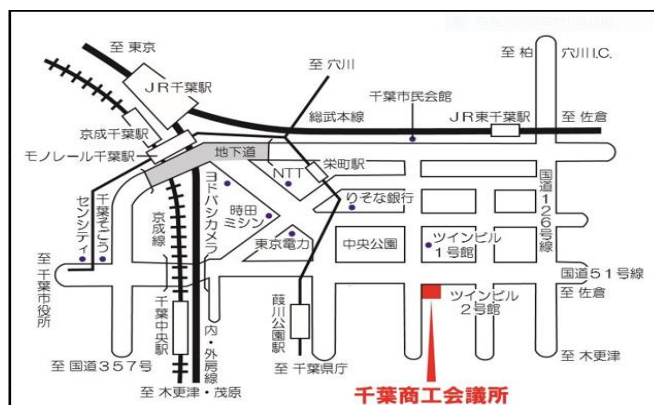 至 東京
JR千葉駅
京成千葉駅
モノレール千葉駅
地下道
至 穴川
総武本線
千葉市民会館
JR東千葉駅
至 柏
穴川I.C.
至 佐倉
栄町駅
NTT
ヨドバシカメラ
時田
ミシン
りそな銀行
国道126号線
千葉そごう
センシティ
京成線
東京電力
中央公園
ツインビル
1号館
国道51号線
至 佐倉
至 千葉市役所
千葉中央駅
内・外房線
葭川公園駅
ツインビル
2号館
至 国道357号
至 木更津・茂原
至 千葉県庁
至 木更津
千葉商工会議所